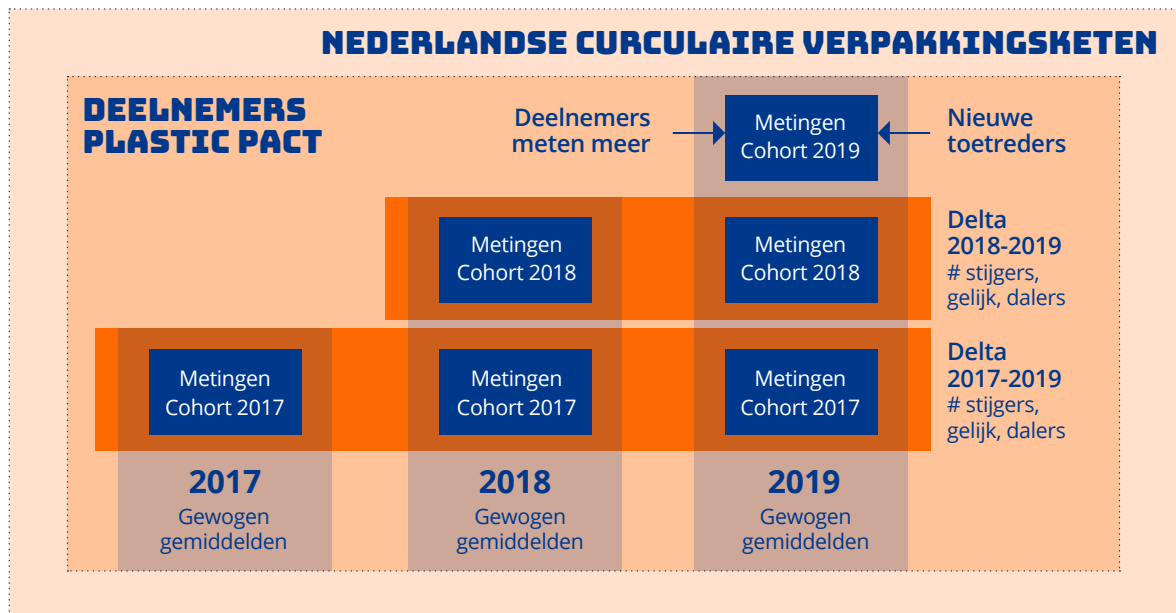 NEDERLANDSE CURCULAIRE VERPAKKINGSKETEN
DEELNEMERS
PLASTIC PACT
Deelnemers
meten meer
Metingen
Cohort 2019
Nieuwe
toetreders
Metingen
Cohort 2018
Metingen
Cohort 2018
Delta
2018-2019
# stijgers,
gelijk, dalers
Metingen
Cohort 2017
Metingen
Cohort 2017
Metingen
Cohort 2017
Delta
2017-2019
# stijgers,
gelijk, dalers
2017
Gewogen
gemiddelden
2018
Gewogen
gemiddelden
2019
Gewogen
gemiddelden